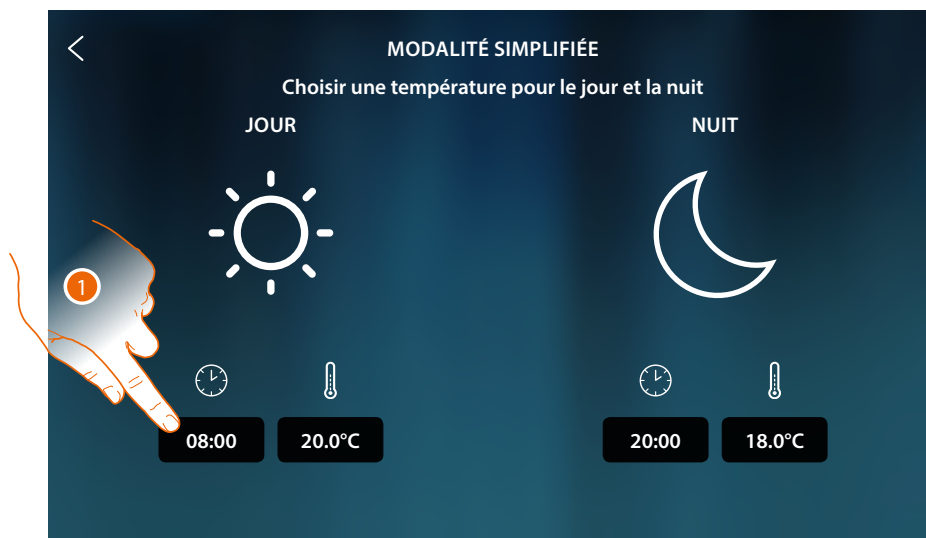 MODALITÉ SIMPLIFIÉE
Choisir une température pour le jour et la nuit
JOUR
NUIT
1
08:00
20.0°C
20:00
18.0°C